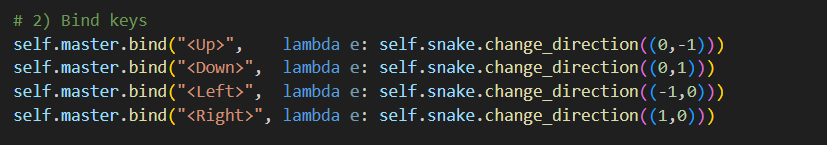 # 2) Bind keys
self.master.bind("<Up>",    lambda e: self.snake.change_direction((0,-1)))
self.master.bind("<Down>",  lambda e: self.snake.change_direction((0,1)))
self.master.bind("<Left>",  lambda e: self.snake.change_direction((-1,0)))
self.master.bind("<Right>", lambda e: self.snake.change_direction((1,0)))